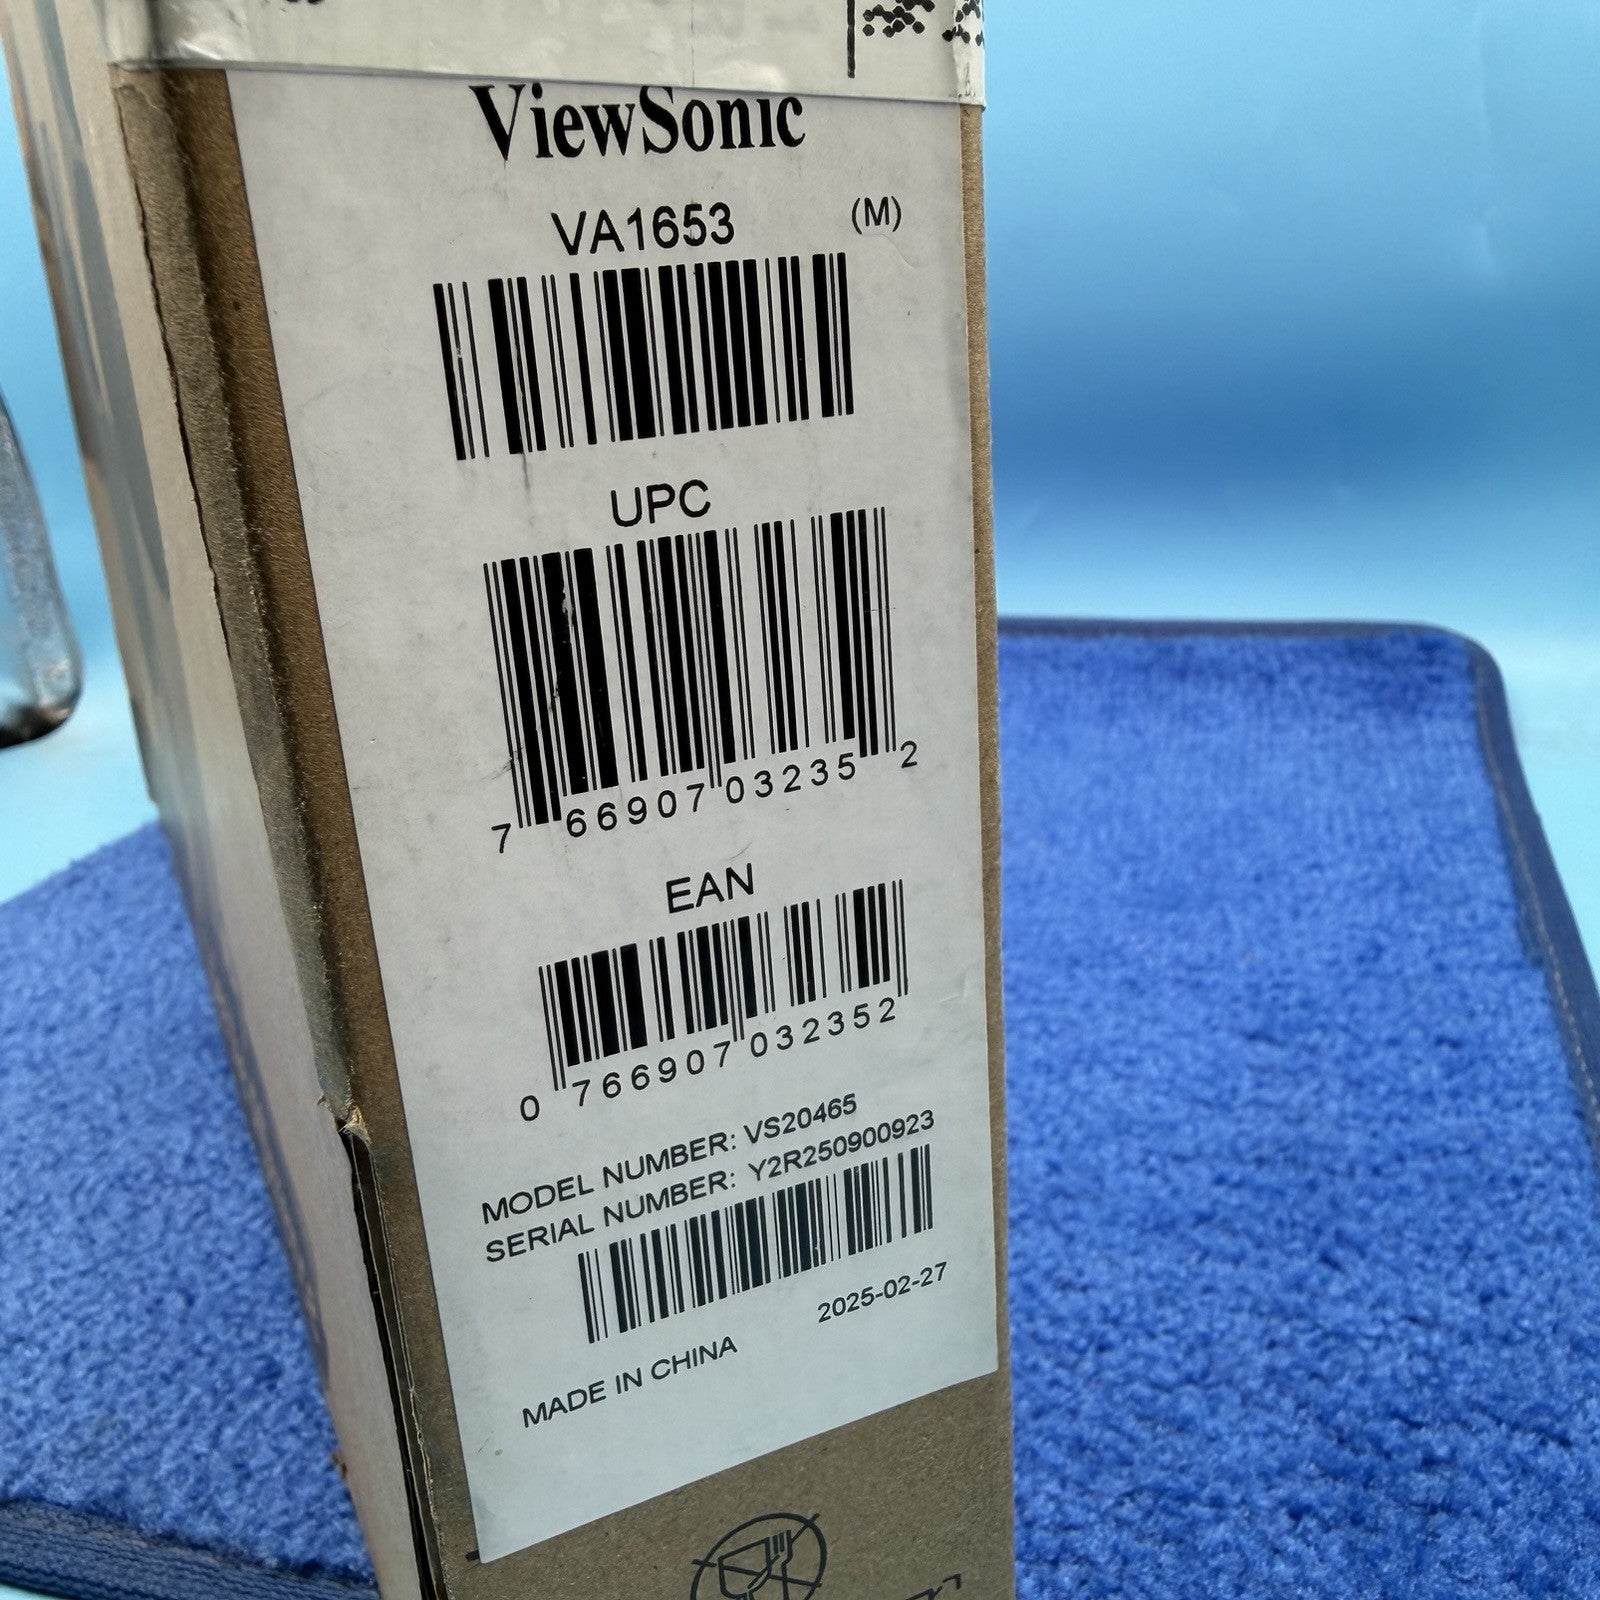 ViewSonic
VA1653 (M)
UPC
7 66907 03235 2
EAN
0 766907 032352
MODEL NUMBER: VS20465
SERIAL NUMBER: Y2R250900923
2025-02-27
MADE IN CHINA